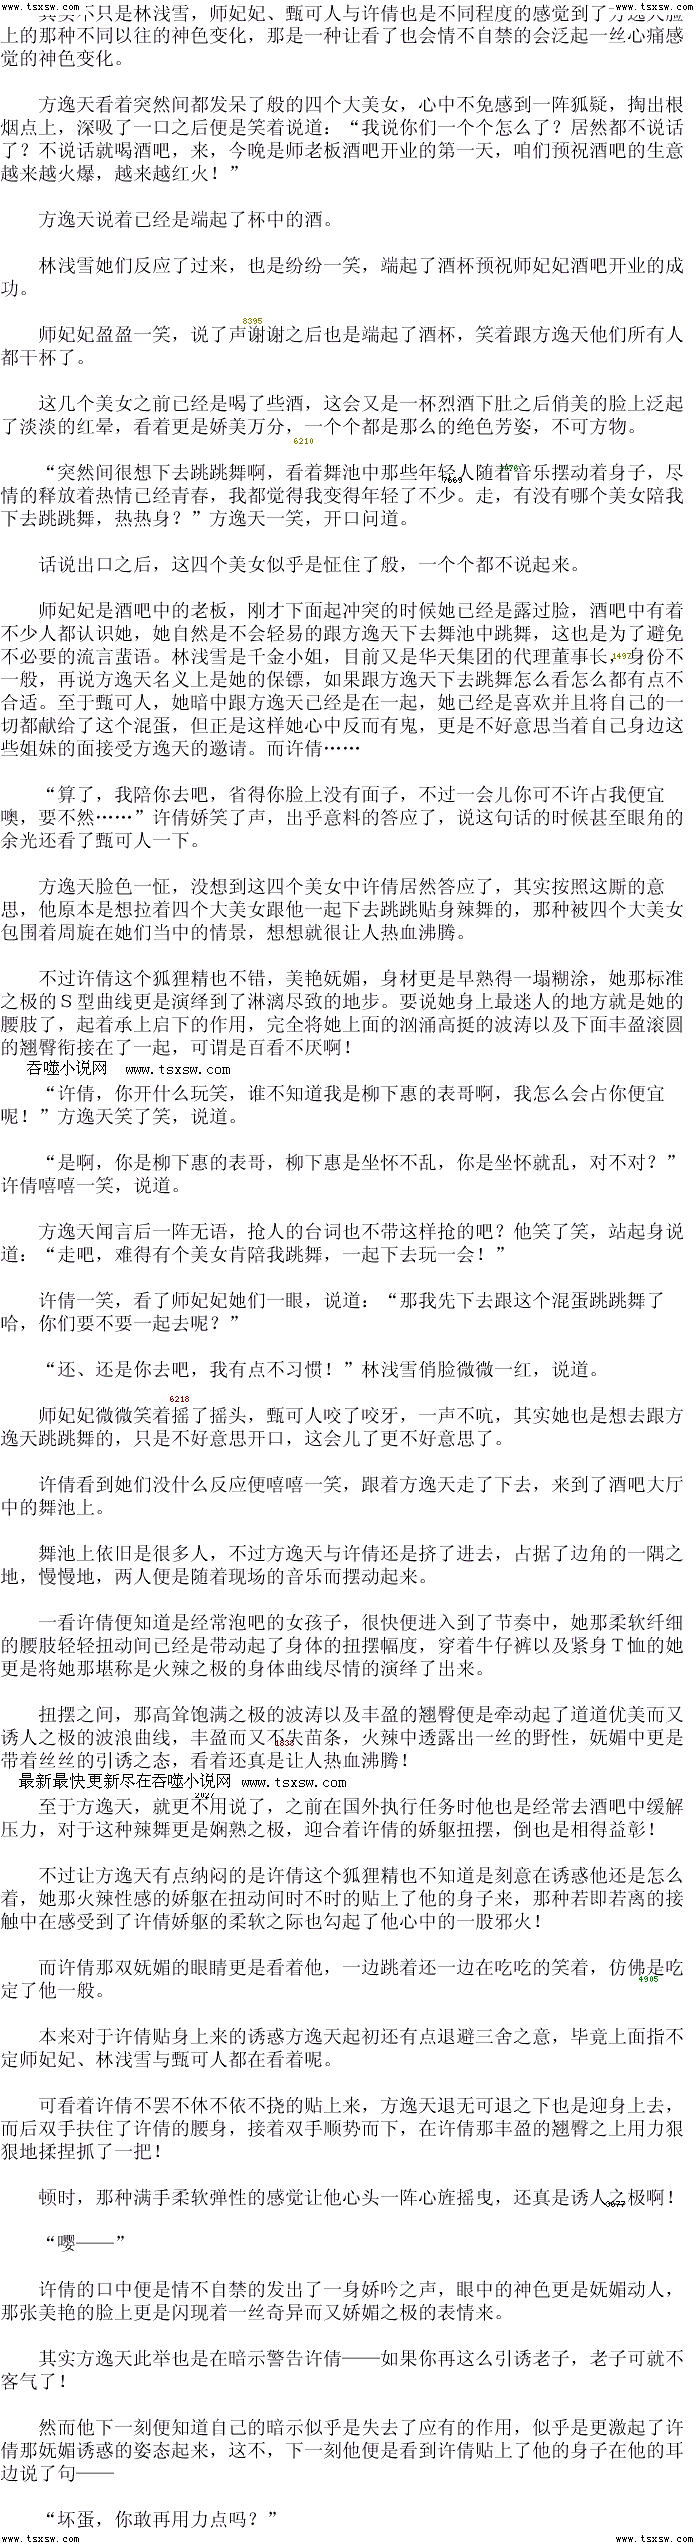 www.tsxsw.com www.tsxsw.com www.tsxsw.com www.tsxsw.com
其实不只是林浅雪，师妃妃、甄可人与许倩也是不同程度的感觉到了方逸天脸
上的那种不同以往的神色变化，那是一种让看了也会情不自禁的会泛起一丝心痛感
觉的神色变化。
方逸天看着突然间都发呆了般的四个大美女，心中不免感到一阵狐疑，掏出根
烟点上，深吸了一口之后便是笑着说道：“我说你们一个个怎么了？居然都不说话
了？不说话就喝酒吧，来，今晚是师老板酒吧开业的第一天，咱们预祝酒吧的生意
越来越火爆，越来越红火！”
方逸天说着已经是端起了杯中的酒。
林浅雪她们反应了过来，也是纷纷一笑，端起了酒杯预祝师妃妃酒吧开业的成
功。
8395
师妃妃盈盈一笑，说了声谢谢之后也是端起了酒杯，笑着跟方逸天他们所有人
都干杯了。
这几个美女之前已经是喝了些酒，这会又是一杯烈酒下肚之后俏美的脸上泛起
了淡淡的红晕，看着更是娇美万分，一个个都是那么的绝色芳姿，不可方物。
6210
“突然间很想下去跳跳舞啊，看着舞池中那些年轻人随着音乐摆动着身子，尽
7669
情的释放着热情已经青春，我都觉得我变得年轻了不少。走，有没有哪个美女陪我
下去跳跳舞，热热身？”方逸天一笑，开口问道。
话说出口之后，这四个美女似乎是怔住了般，一个个都不说起来。
师妃妃是酒吧中的老板，刚才下面起冲突的时候她已经是露过脸，酒吧中有着
不少人都认识她，她自然是不会轻易的跟方逸天下去舞池中跳舞，这也是为了避免
不必要的流言蜚语。林浅雪是千金小姐，目前又是华天集团的代理董事长，身份不
1497
一般，再说方逸天名义上是她的保镖，如果跟方逸天下去跳舞怎么看怎么都有点不
合适。至于甄可人，她暗中跟方逸天已经是在一起，她已经是喜欢并且将自己的一
切都献给了这个混蛋，但正是这样她心中反而有鬼，更是不好意思当着自己身边这
些姐妹的面接受方逸天的邀请。而许倩……
“算了，我陪你去吧，省得你脸上没有面子，不过一会儿你可不许占我便宜
噢，要不然……”许倩娇笑了声，出乎意料的答应了，说这句话的时候甚至眼角的
余光还看了甄可人一下。
方逸天脸色一怔，没想到这四个美女中许倩居然答应了，其实按照这厮的意
思，他原本是想拉着四个大美女跟他一起下去跳跳贴身辣舞的，那种被四个大美女
包围着周旋在她们当中的情景，想想就很让人热血沸腾。
不过许倩这个狐狸精也不错，美艳妩媚，身材更是早熟得一塌糊涂，她那标准
之极的Ｓ型曲线更是演绎到了淋漓尽致的地步。要说她身上最迷人的地方就是她的
腰肢了，起着承上启下的作用，完全将她上面的汹涌高挺的波涛以及下面丰盈滚圆
的翘臀衔接在了一起，可谓是百看不厌啊！
吞噬小说网 www.tsxsw.com
“许倩，你开什么玩笑，谁不知道我是柳下惠的表哥啊，我怎么会占你便宜
呢！”方逸天笑了笑，说道。
“是啊，你是柳下惠的表哥，柳下惠是坐怀不乱，你是坐怀就乱，对不对？”
许倩嘻嘻一笑，说道。
方逸天闻言后一阵无语，抢人的台词也不带这样抢的吧？他笑了笑，站起身说
道：“走吧，难得有个美女肯陪我跳舞，一起下去玩一会！”
许倩一笑，看了师妃妃她们一眼，说道：“那我先下去跟这个混蛋跳跳舞了
哈，你们要不要一起去呢？”
“还、还是你去吧，我有点不习惯！”林浅雪俏脸微微一红，说道。
6218
师妃妃微微笑着摇了摇头，甄可人咬了咬牙，一声不吭，其实她也是想去跟方
逸天跳跳舞的，只是不好意思开口，这会儿了更不好意思了。
许倩看到她们没什么反应便嘻嘻一笑，跟着方逸天走了下去，来到了酒吧大厅
中的舞池上。
舞池上依旧是很多人，不过方逸天与许倩还是挤了进去，占据了边角的一隅之
地，慢慢地，两人便是随着现场的音乐而摆动起来。
一看许倩便知道是经常泡吧的女孩子，很快便进入到了节奏中，她那柔软纤细
的腰肢轻轻扭动间已经是带动起了身体的扭摆幅度，穿着牛仔裤以及紧身Ｔ恤的她
更是将她那堪称是火辣之极的身体曲线尽情的演绎了出来。
扭摆之间，那高耸饱满之极的波涛以及丰盈的翘臀便是牵动起了道道优美而又
诱人之极的波浪曲线，丰盈而又不失苗条，火辣中透露出一丝的野性，妩媚中更是
带着丝丝的引诱之态，看着还真是让人热血沸腾！
最新最快更新尽在吞噬小说网 www.tsxsw.com
2027
至于方逸天，就更不用说了，之前在国外执行任务时他也是经常去酒吧中缓解
压力，对于这种辣舞更是娴熟之极，迎合着许倩的娇躯扭摆，倒也是相得益彰！
不过让方逸天有点纳闷的是许倩这个狐狸精也不知道是刻意在诱惑他还是怎么
着，她那火辣性感的娇躯在扭动间时不时的贴上了他的身子来，那种若即若离的接
触中在感受到了许倩娇躯的柔软之际也勾起了他心中的一股邪火！
而许倩那双妩媚的眼睛更是看着他，一边跳着还一边在吃吃的笑着，仿佛是吃
4905
定了他一般。
本来对于许倩贴身上来的诱惑方逸天起初还有点退避三舍之意，毕竟上面指不
定师妃妃、林浅雪与甄可人都在看着呢。
可看着许倩不罢不休不依不挠的贴上来，方逸天退无可退之下也是迎身上去，
而后双手扶住了许倩的腰身，接着双手顺势而下，在许倩那丰盈的翘臀之上用力狠
狠地揉捏抓了一把！
顿时，那种满手柔软弹性的感觉让他心头一阵心旌摇曳，还真是诱人之极啊！
“嘤——”
许倩的口中便是情不自禁的发出了一身娇吟之声，眼中的神色更是妩媚动人，
那张美艳的脸上更是闪现着一丝奇异而又娇媚之极的表情来。
其实方逸天此举也是在暗示警告许倩——如果你再这么引诱老子，老子可就不
客气了！
然而他下一刻便知道自己的暗示似乎是失去了应有的作用，似乎是更激起了许
倩那妩媚诱惑的姿态起来，这不，下一刻他便是看到许倩贴上了他的身子在他的耳
边说了句——
“坏蛋，你敢再用力点吗？”
www.tsxsw.com www.tsxsw.com www.tsxsw.com www.tsxsw.com